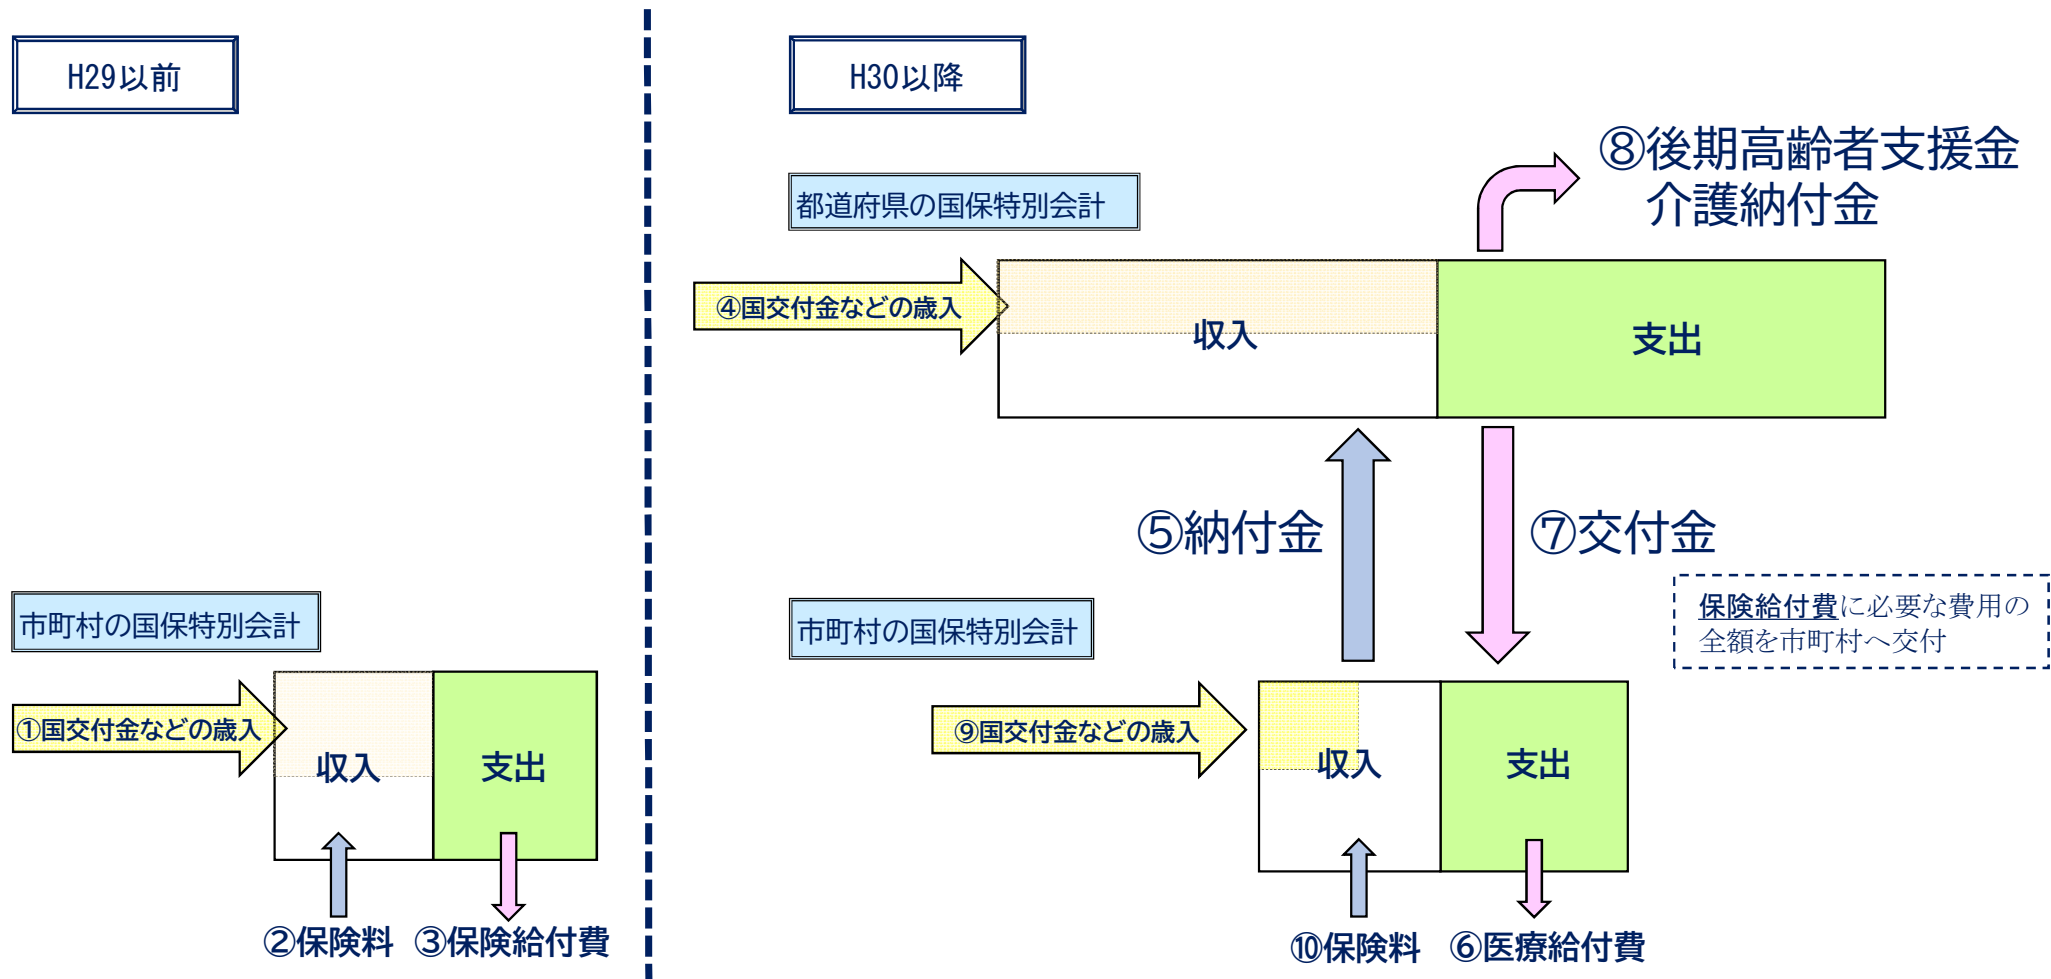 H29以前
市町村の国保特別会計
①国交付金などの歳入
収入
支出
②保険料
③保険給付費
H30以降
都道府県の国保特別会計
⑧後期高齢者支援金
介護納付金
④国交付金などの歳入
収入
支出
⑤納付金
⑦交付金
保険給付費に必要な費用の
全額を市町村へ交付
市町村の国保特別会計
⑨国交付金などの歳入
収入
支出
⑩保険料
⑥医療給付費